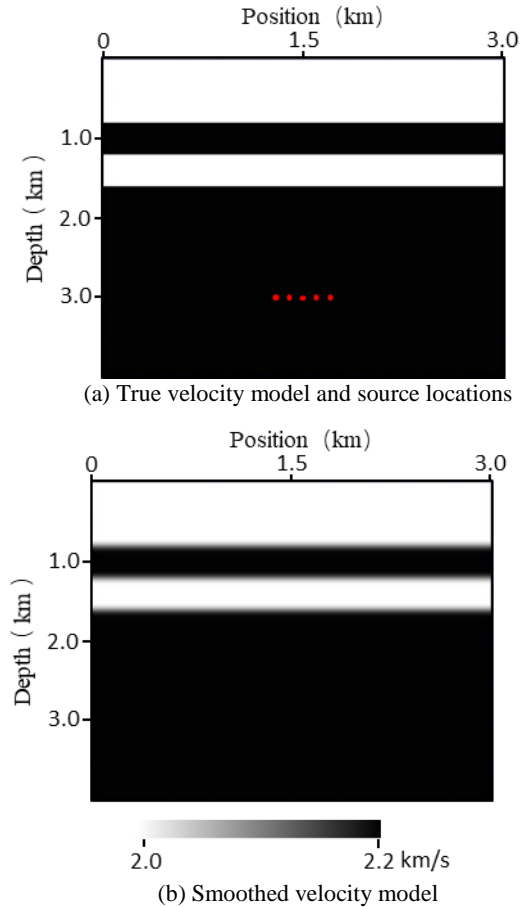 Position (km)
0 1.5 3.0
Depth (km)
1.0
2.0
3.0
(a) True velocity model and source locations
Position (km)
0 1.5 3.0
Depth (km)
1.0
2.0
3.0
2.0 2.2 km/s
(b) Smoothed velocity model